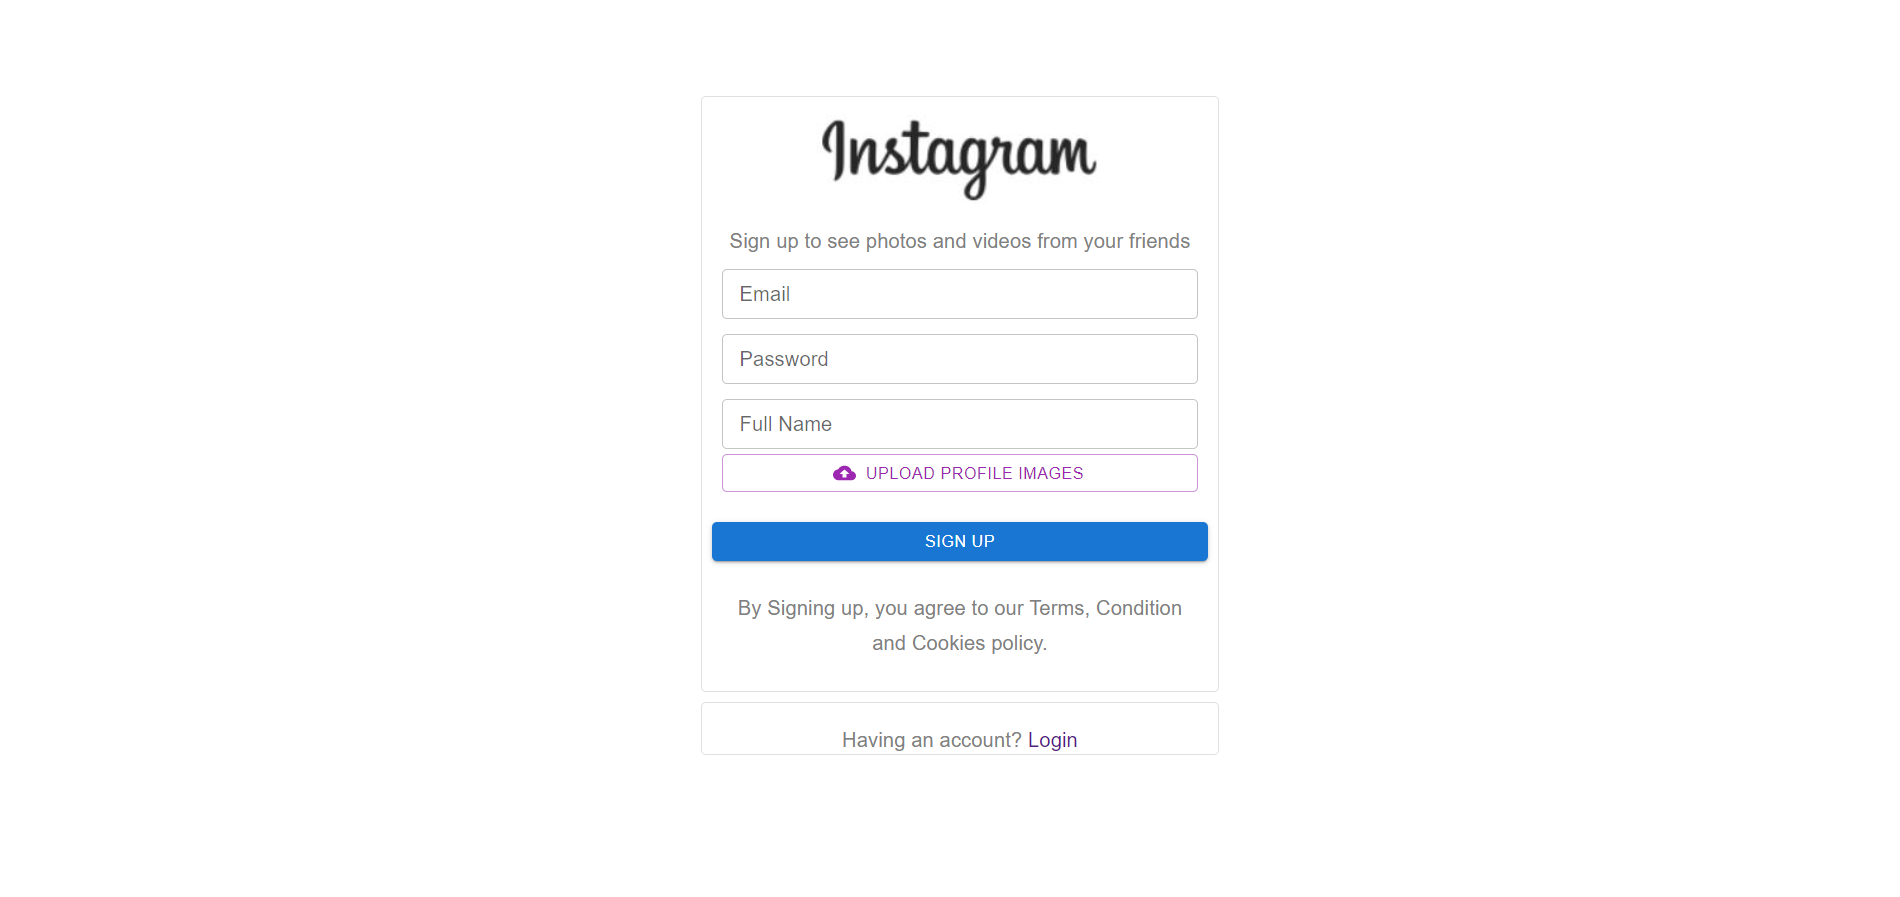 Instagram
Sign up to see photos and videos from your friends
Email
Password
Full Name
UPLOAD PROFILE IMAGES
SIGN UP
By Signing up, you agree to our Terms, Condition
and Cookies policy.
Having an account? Login